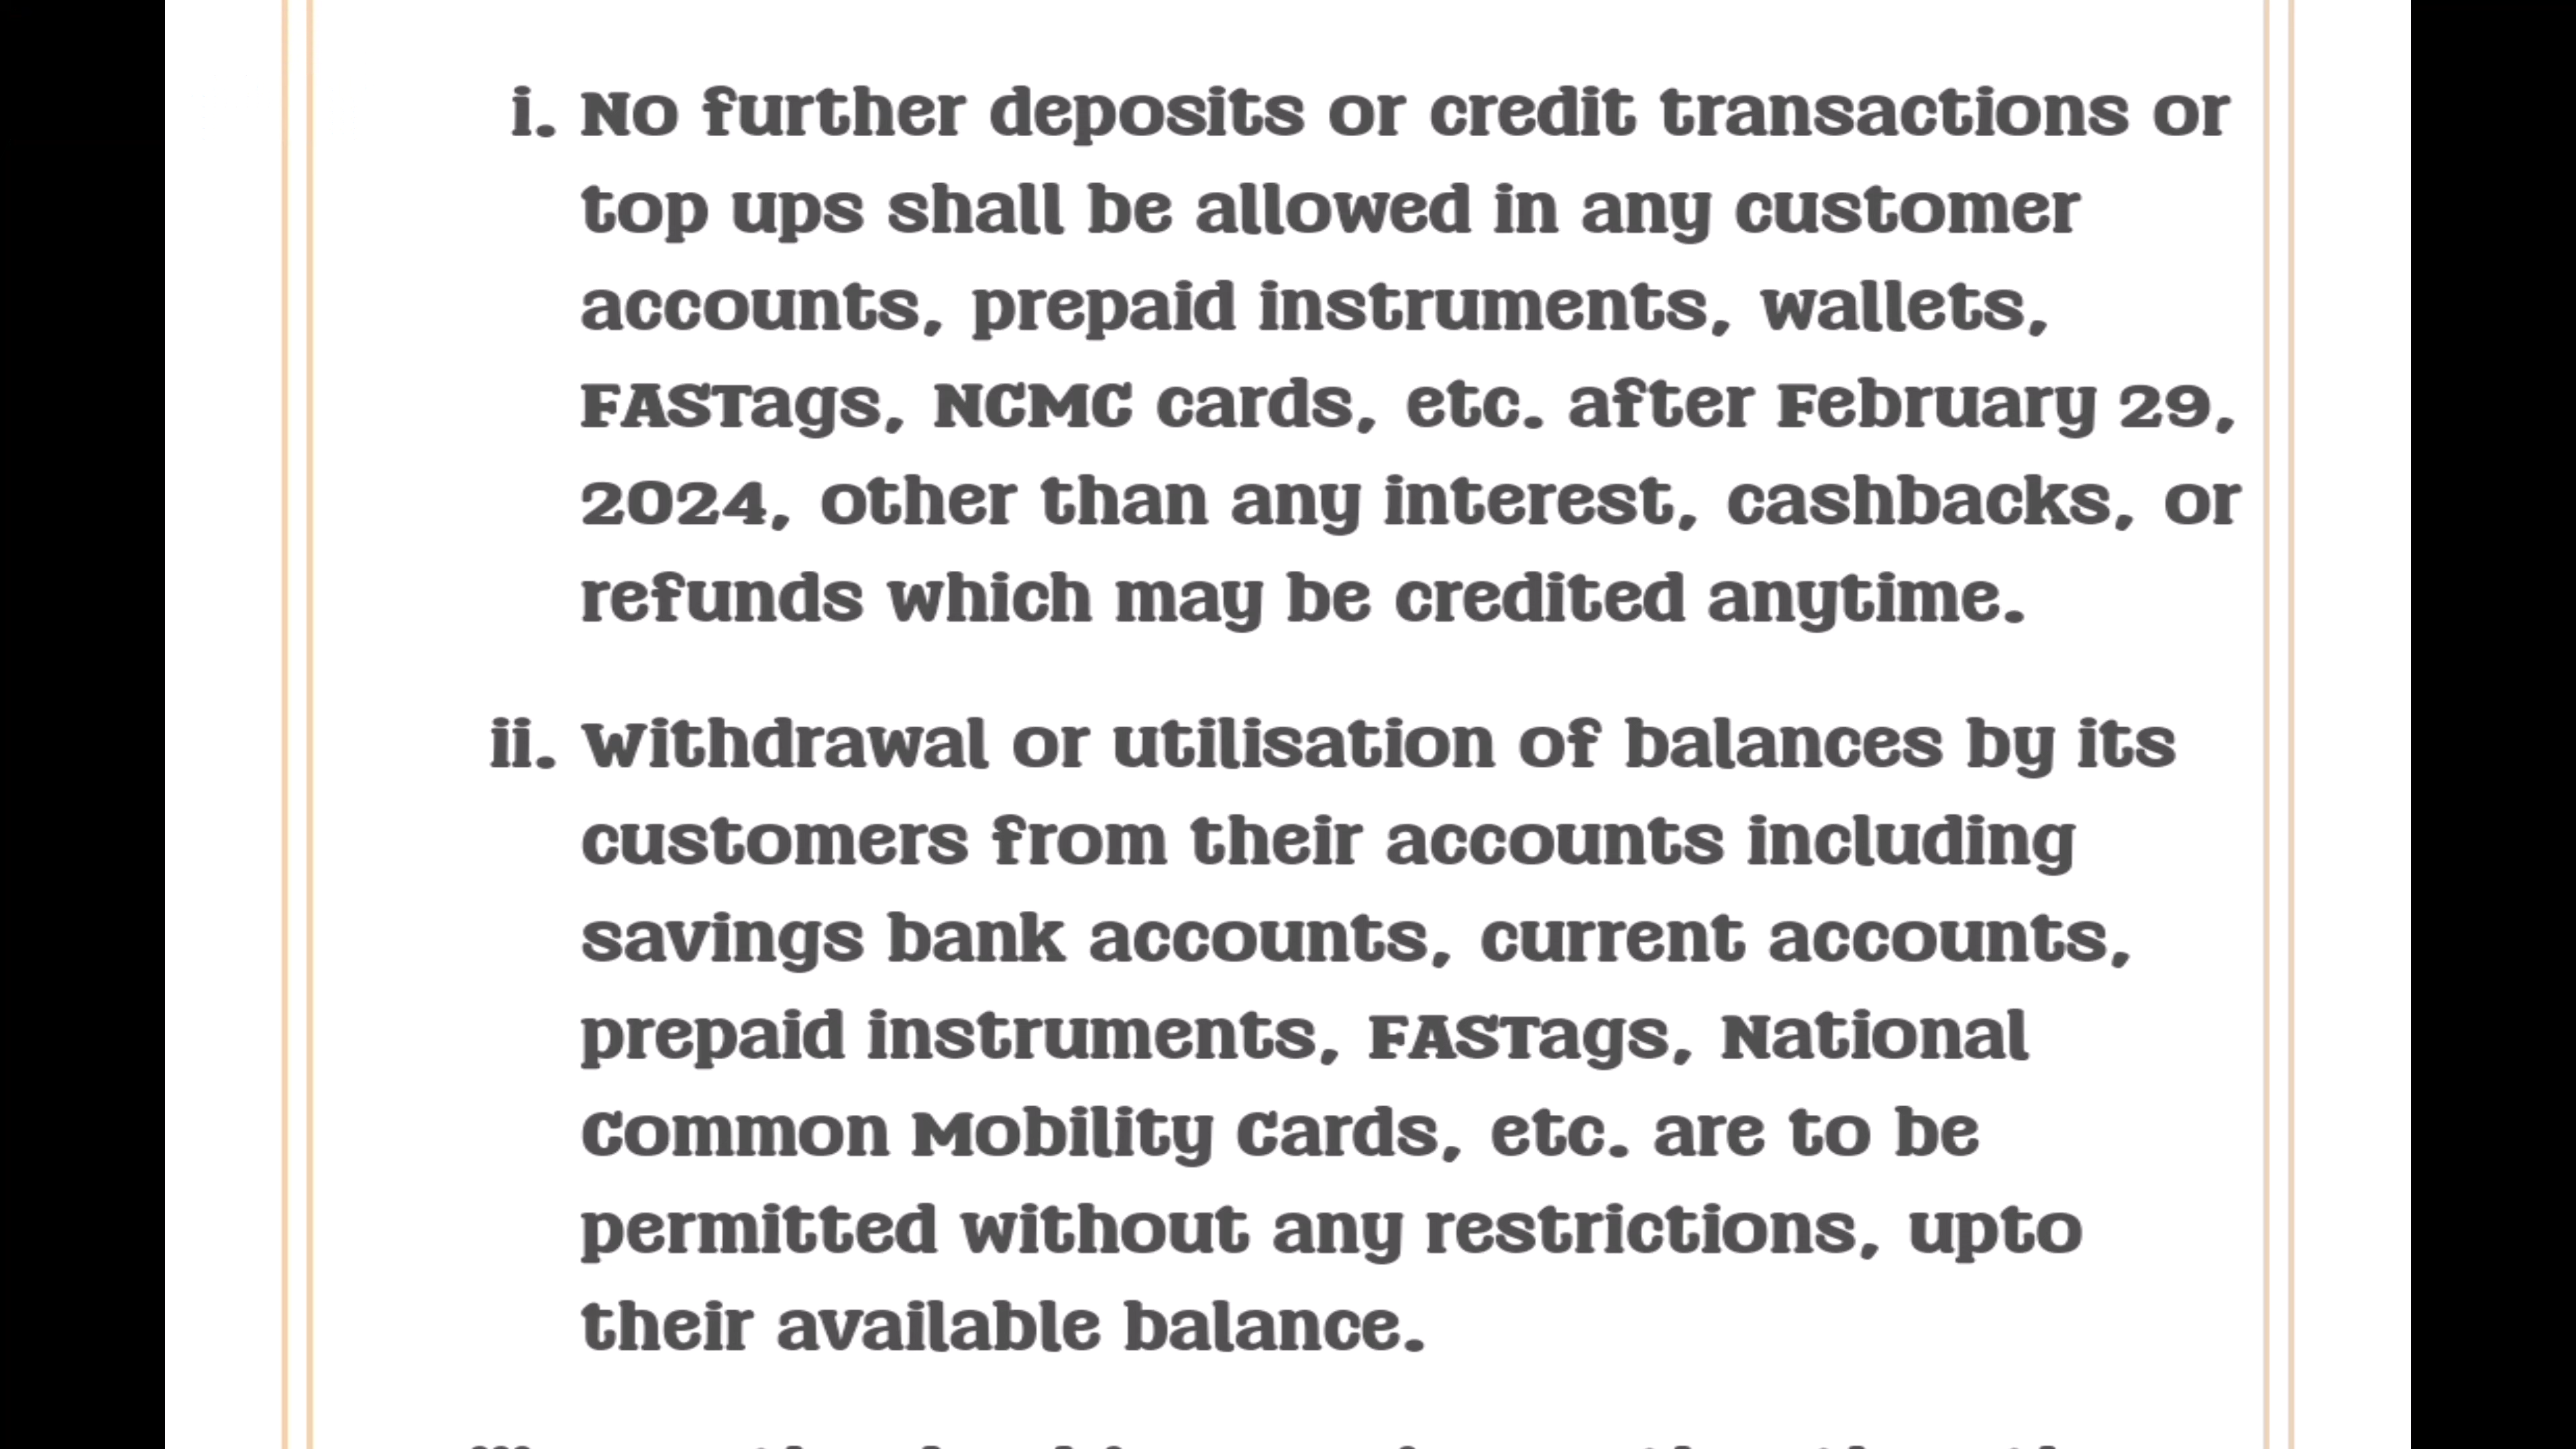 i. No further deposits or credit transactions or
top ups shall be allowed in any customer
accounts, prepaid instruments, wallets,
FASTags, NCMC cards, etc. after February 29,
2024, other than any interest, cashbacks, or
refunds which may be credited anytime.
ii. Withdrawal or utilisation of balances by its
customers from their accounts including
savings bank accounts, current accounts,
prepaid instruments, FASTags, National
Common Mobility Cards, etc. are to be
permitted without any restrictions, upto
their available balance.